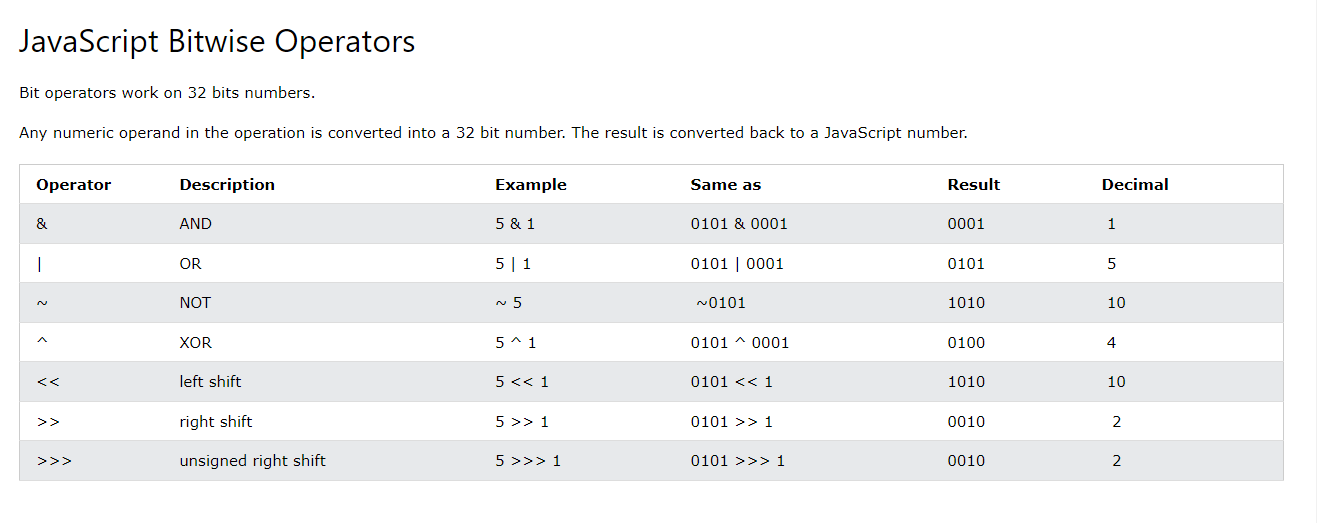 JavaScript Bitwise Operators
Bit operators work on 32 bits numbers.
Any numeric operand in the operation is converted into a 32 bit number. The result is converted back to a JavaScript number.
Operator Description Example Same as Result Decimal
& AND 5 & 1 0101 & 0001 0001 1
| OR 5 | 1 0101 | 0001 0101 5
~ NOT ~ 5 ~0101 1010 10
^ XOR 5 ^ 1 0101 ^ 0001 0100 4
<< left shift 5 << 1 0101 << 1 1010 10
>> right shift 5 >> 1 0101 >> 1 0010 2
>>> unsigned right shift 5 >>> 1 0101 >>> 1 0010 2